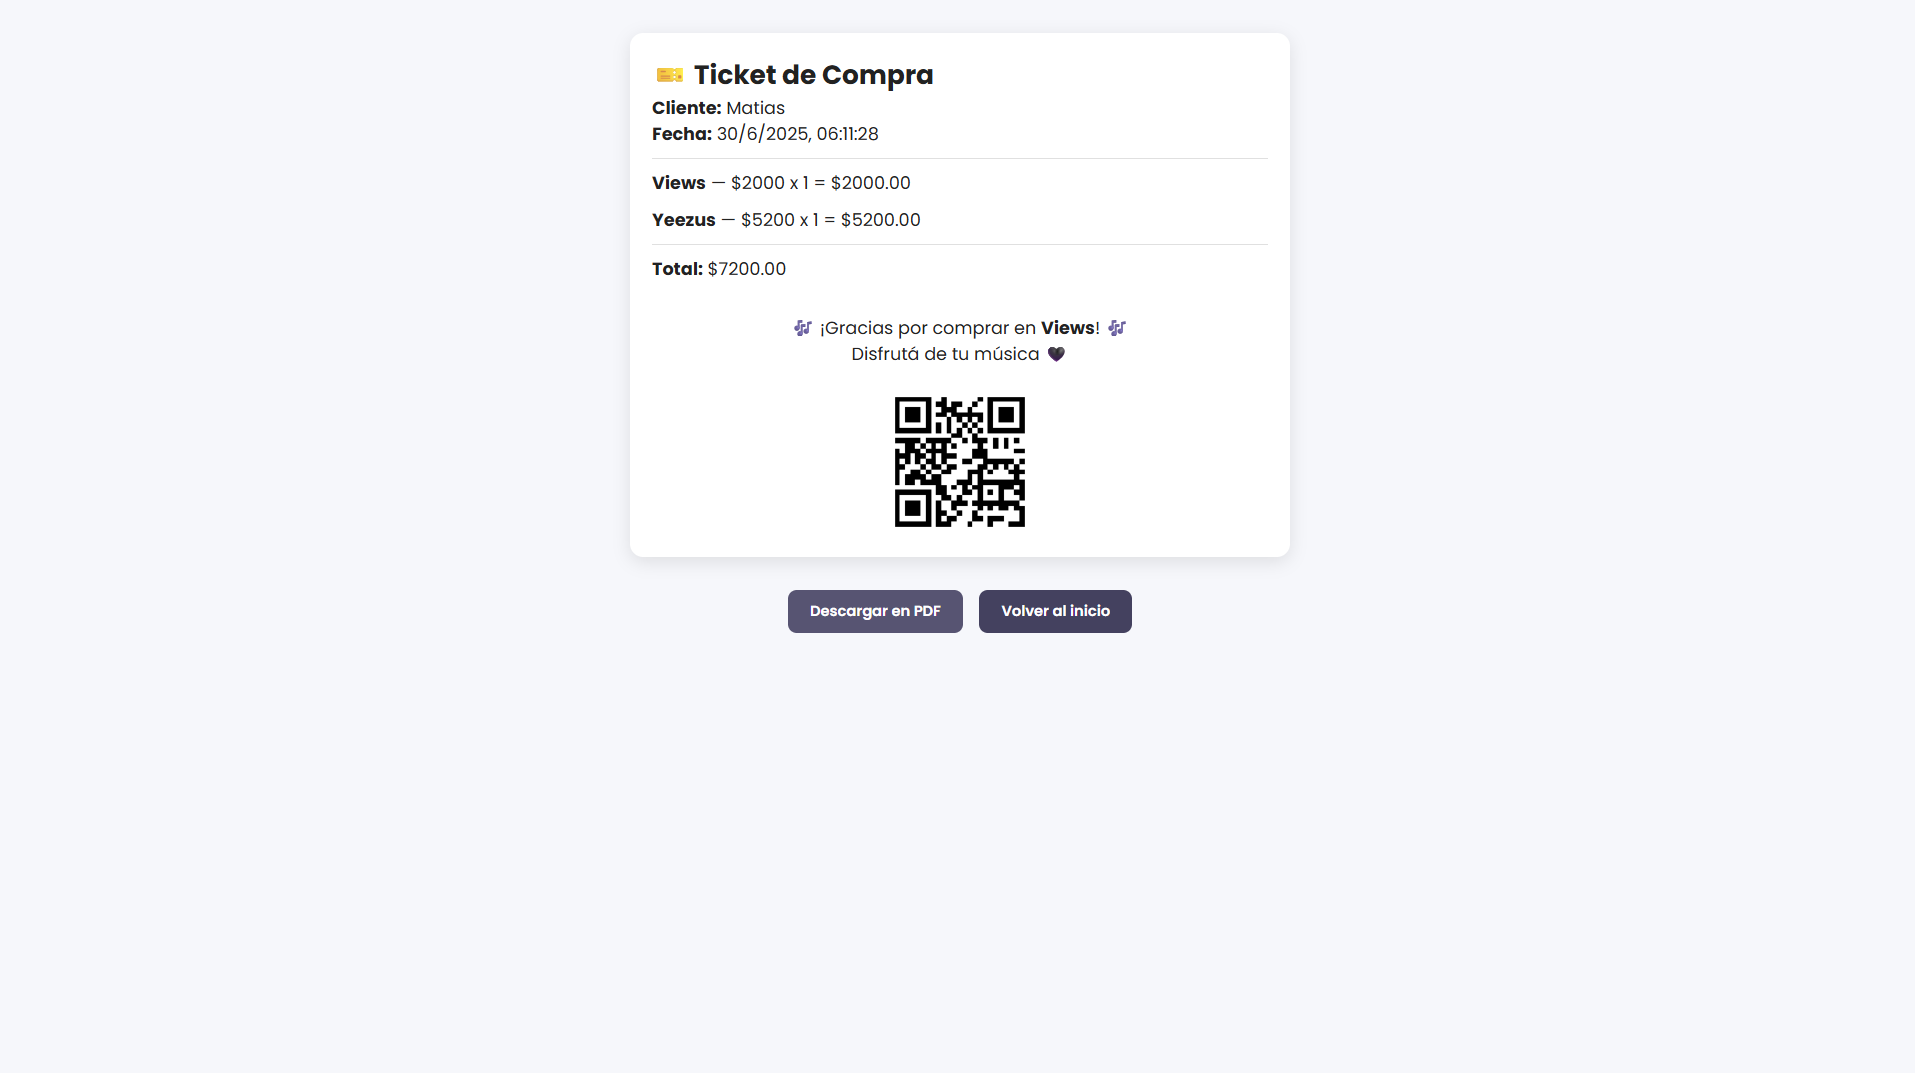 🎫 Ticket de Compra
Cliente: Matias
Fecha: 30/6/2025, 06:11:28
Views — $2000 x 1 = $2000.00
Yeezus — $5200 x 1 = $5200.00
Total: $7200.00
🎶 ¡Gracias por comprar en Views! 🎶
Disfrutá de tu música 🖤
Descargar en PDF
Volver al inicio